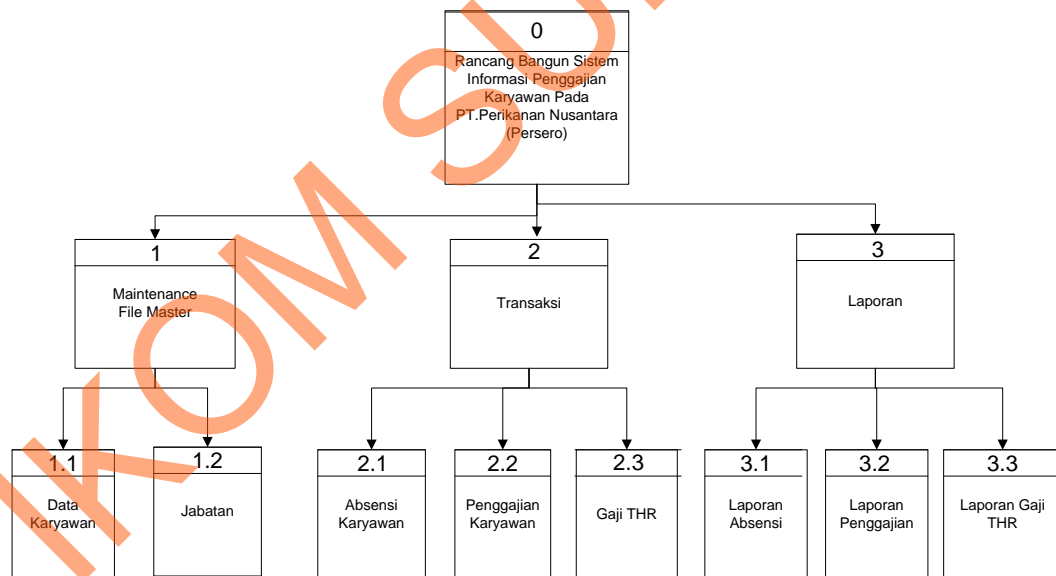 0
Rancang Bangun Sistem
Informasi Penggajian
Karyawan Pada
PT.Perikanan Nusantara
(Persero)
1
Maintenance
File Master
2
Transaksi
3
Laporan
1.1
Data
Karyawan
1.2
Jabatan
2.1
Absensi
Karyawan
2.2
Penggajian
Karyawan
2.3
Gaji THR
3.1
Laporan
Absensi
3.2
Laporan
Penggajian
3.3
Laporan Gaji
THR
IKOM SU